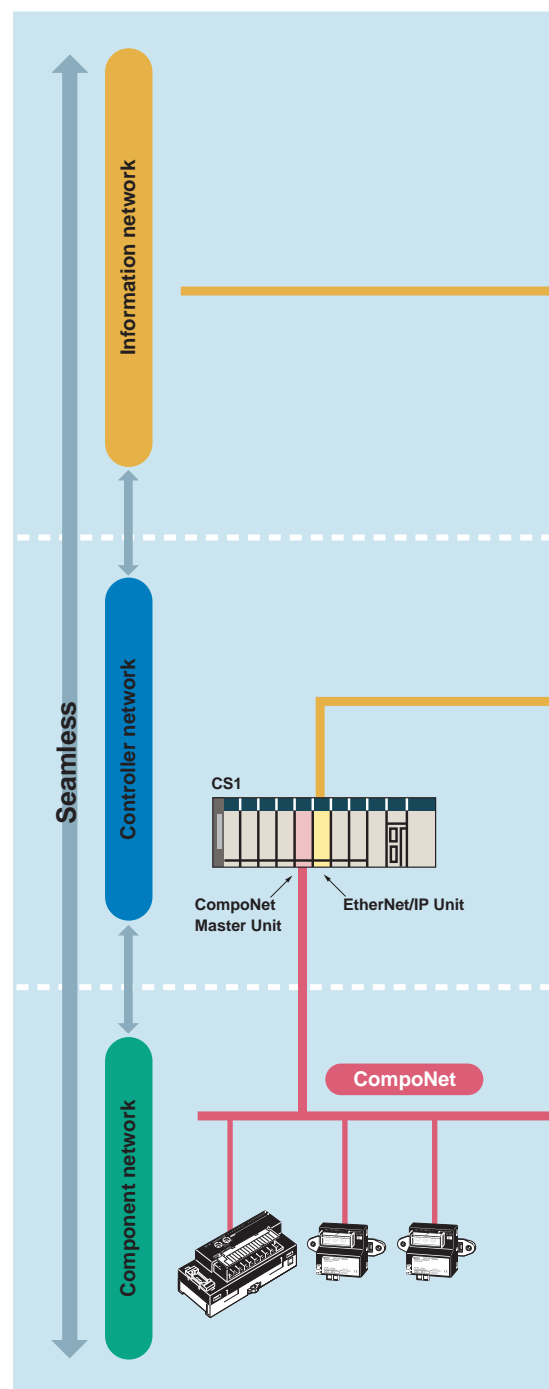 Information network
Seamless
Controller network
CS1
CompoNet
Master Unit
EtherNet/IP Unit
CompoNet
Component network